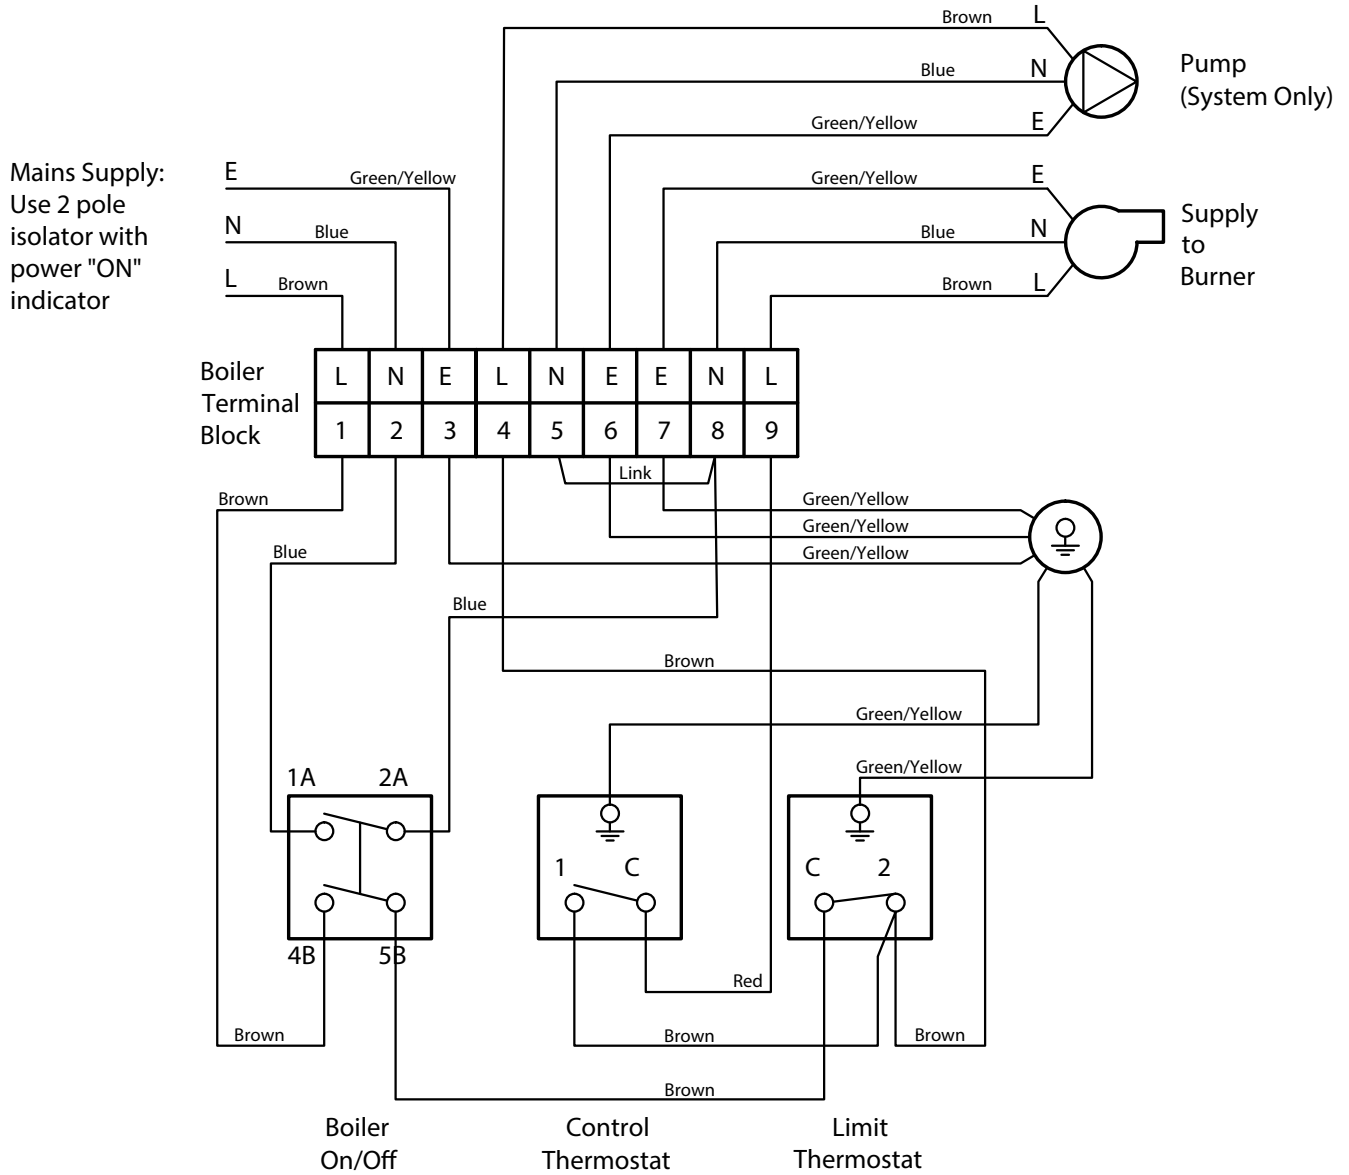 Brown L
Blue N
Pump
(System Only)
Green/Yellow E
Mains Supply:
Use 2 pole
isolator with
power "ON"
indicator
E Green/Yellow
N Blue
L Brown
Green/Yellow E
Blue N
Brown L
Supply
to
Burner
Boiler
Terminal
Block
L N E L N E E N L
1 2 3 4 5 6 7 8 9
Link
Brown
Green/Yellow
Green/Yellow
Blue
Green/Yellow
Blue
Brown
Green/Yellow
Green/Yellow
1A 2A
1 C
C 2
4B 5B
Red
Brown
Brown
Brown
Brown
Boiler
On/Off
Control
Thermostat
Limit
Thermostat